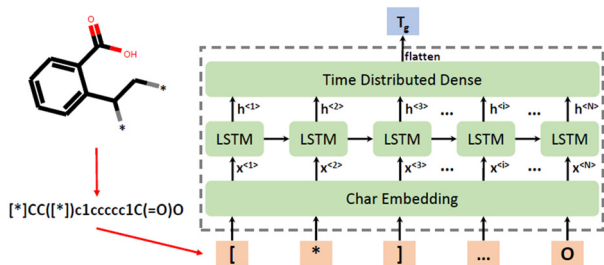 O
OH
*
*
[*]CC([*])c1ccccc1C(=O)O
T_g
flatten
Time Distributed Dense
h<1> h<2> h<3> ... h<i> ... h<N>
LSTM LSTM LSTM LSTM LSTM
x<1> x<2> x<3> ... x<i> ... x<N>
Char Embedding
[ * ] ... O